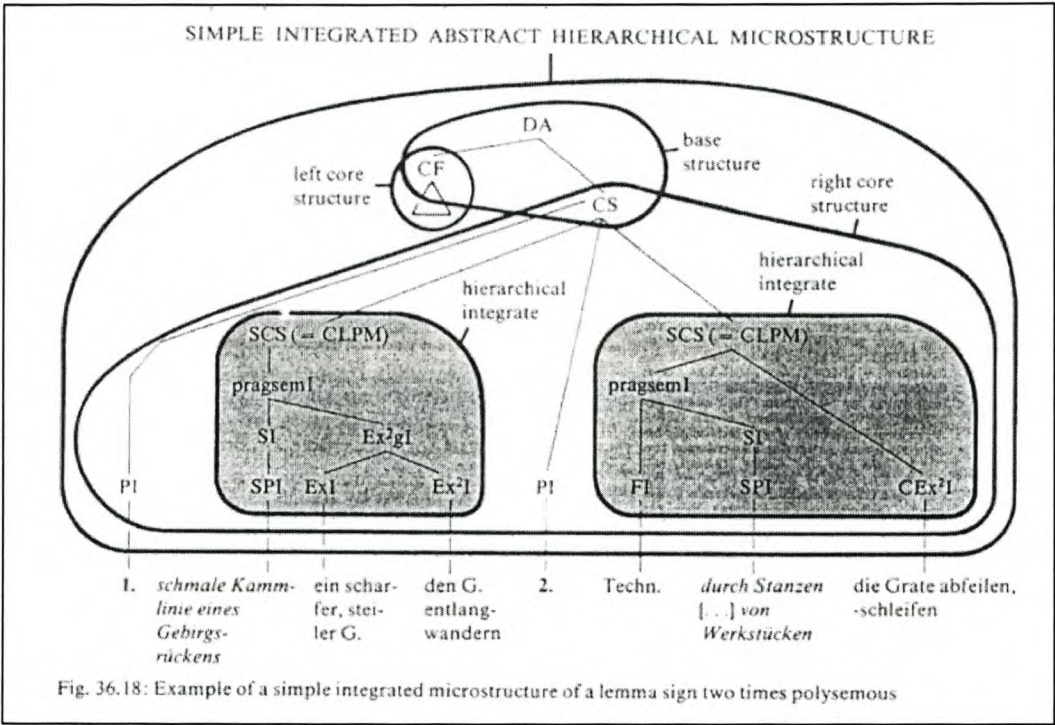 SIMPLE INTEGRATED ABSTRACT HIERARCHICAL MICROSTRUCTURE
DA
base
structure
left core
structure
CF
right core
structure
CS
hierarchical
integrate
hierarchical
integrate
SCS (= CLPM)
SCS (= CLPM)
pragsemI
pragsemI
SI
Ex²gI
SI
PI
SPI
ExI
Ex²I
PI
FI
SPI
CEx²I
1.
schmale Kamm-
linie eines
Gebirgs-
rückens
ein schar-
fer, stei-
ler G.
den G.
entlang-
wandern
2.
Techn.
durch Stanzen
[...] von
Werkstücken
die Grate abfeilen,
-schleifen
Fig. 36.18: Example of a simple integrated microstructure of a lemma sign two times polysemous